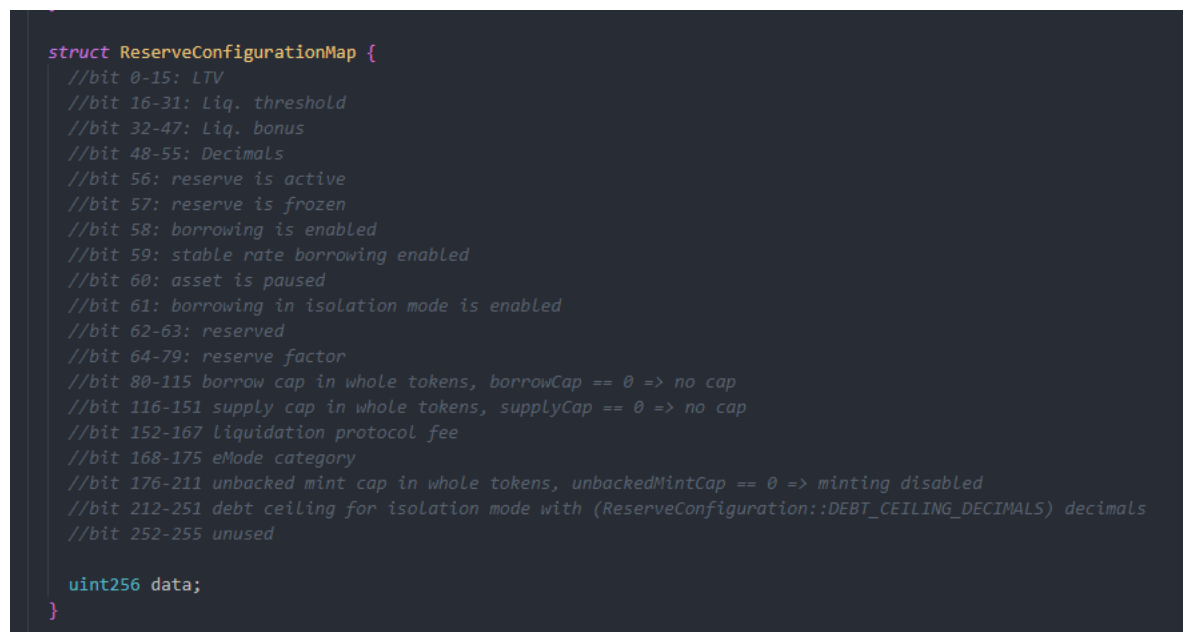 struct ReserveConfigurationMap {
//bit 0-15: LTV
//bit 16-31: Liq. threshold
//bit 32-47: Liq. bonus
//bit 48-55: Decimals
//bit 56: reserve is active
//bit 57: reserve is frozen
//bit 58: borrowing is enabled
//bit 59: stable rate borrowing enabled
//bit 60: asset is paused
//bit 61: borrowing in isolation mode is enabled
//bit 62-63: reserved
//bit 64-79: reserve factor
//bit 80-115 borrow cap in whole tokens, borrowCap == 0 => no cap
//bit 116-151 supply cap in whole tokens, supplyCap == 0 => no cap
//bit 152-167 liquidation protocol fee
//bit 168-175 eMode category
//bit 176-211 unbacked mint cap in whole tokens, unbackedMintCap == 0 => minting disabled
//bit 212-251 debt ceiling for isolation mode with (ReserveConfiguration::DEBT_CEILING_DECIMALS) decimals
//bit 252-255 unused
uint256 data;
}